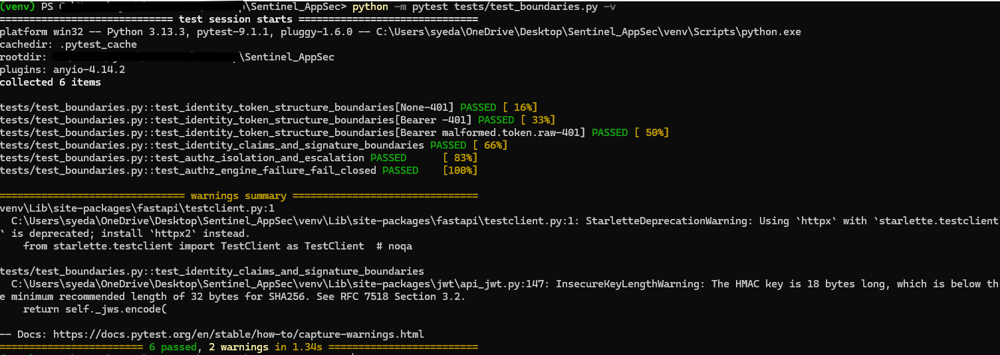 (venv) PS C \Sentinel_AppSec> python -m pytest tests/test_boundaries.py -v
============================= test session starts ==============================
platform win32 -- Python 3.13.3, pytest-9.1.1, pluggy-1.6.0 -- C:\Users\syeda\OneDrive\Desktop\Sentinel_AppSec\venv\Scripts\python.exe
cachedir: .pytest_cache
rootdir: \Sentinel_AppSec
plugins: anyio-4.14.2
collected 6 items
tests/test_boundaries.py::test_identity_token_structure_boundaries[None-401] PASSED [ 16%]
tests/test_boundaries.py::test_identity_token_structure_boundaries[Bearer -401] PASSED [ 33%]
tests/test_boundaries.py::test_identity_token_structure_boundaries[Bearer malformed.token.raw-401] PASSED [ 50%]
tests/test_boundaries.py::test_identity_claims_and_signature_boundaries PASSED [ 66%]
tests/test_boundaries.py::test_authz_isolation_and_escalation PASSED      [ 83%]
tests/test_boundaries.py::test_authz_engine_failure_fail_closed PASSED    [100%]
=============================== warnings summary ===============================
venv\Lib\site-packages\fastapi\testclient.py:1
  C:\Users\syeda\OneDrive\Desktop\Sentinel_AppSec\venv\Lib\site-packages\fastapi\testclient.py:1: StarletteDeprecationWarning: Using `httpx` with `starlette.testclient
` is deprecated; install `httpx2` instead.
    from starlette.testclient import TestClient as TestClient  # noqa
tests/test_boundaries.py::test_identity_claims_and_signature_boundaries
  C:\Users\syeda\OneDrive\Desktop\Sentinel_AppSec\venv\Lib\site-packages\jwt\api_jwt.py:147: InsecureKeyLengthWarning: The HMAC key is 18 bytes long, which is below th
e minimum recommended length of 32 bytes for SHA256. See RFC 7518 Section 3.2.
    return self._jws.encode(
-- Docs: https://docs.pytest.org/en/stable/how-to/capture-warnings.html
======================== 6 passed, 2 warnings in 1.34s =========================